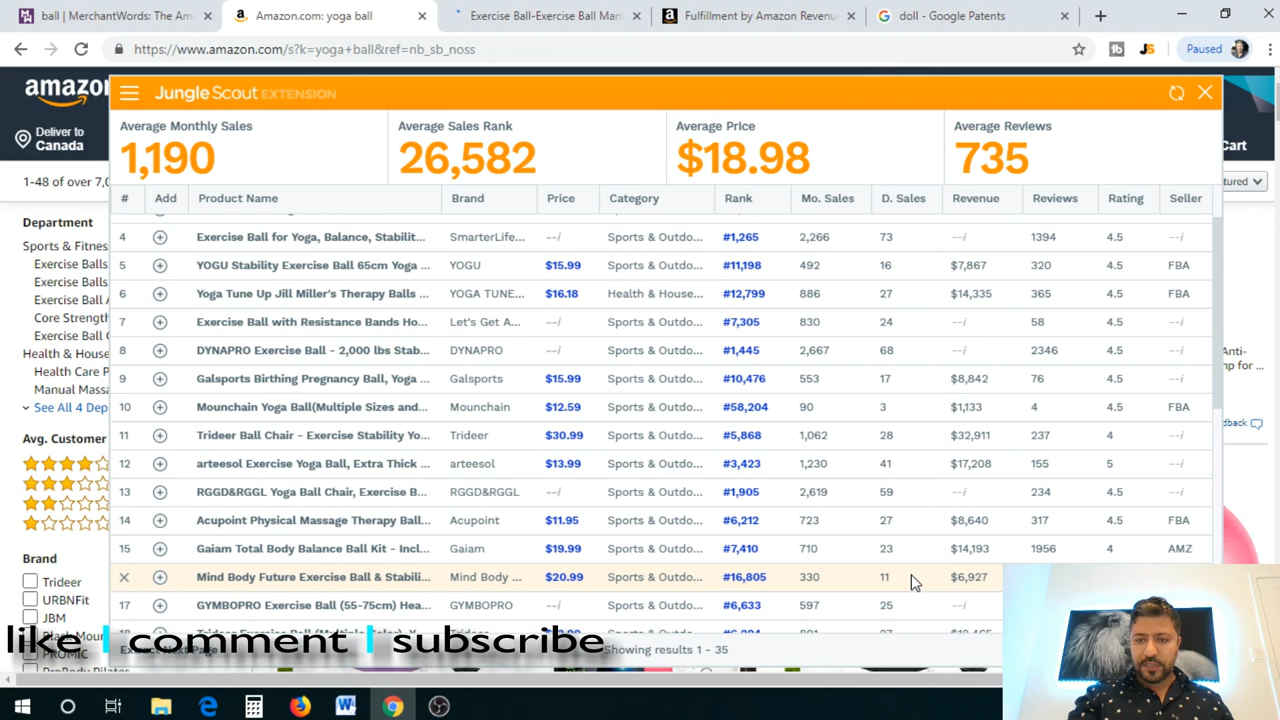 ball | MerchantWords: The Am
Amazon.com: yoga ball
Exercise Ball-Exercise Ball Man
Fulfillment by Amazon Revenu
doll - Google Patents
https://www.amazon.com/s?k=yoga+ball&ref=nb_sb_noss
Paused
amazon
Deliver to
Canada
Cart
Jungle Scout EXTENSION
Average Monthly Sales
1,190
Average Sales Rank
26,582
Average Price
$18.98
Average Reviews
735
1-48 of over 7,0
tured
# Add Product Name Brand Price Category Rank Mo. Sales D. Sales Revenue Reviews Rating Seller
4 Exercise Ball for Yoga, Balance, Stabilit... SmarterLife... --i Sports & Outdo... #1,265 2,266 73 --i 1394 4.5 --i
5 YOGU Stability Exercise Ball 65cm Yoga ... YOGU $15.99 Sports & Outdo... #11,198 492 16 $7,867 320 4.5 FBA
6 Yoga Tune Up Jill Miller's Therapy Balls ... YOGA TUNE... $16.18 Health & House... #12,799 886 27 $14,335 365 4.5 FBA
7 Exercise Ball with Resistance Bands Ho... Let's Get A... --i Sports & Outdo... #7,305 830 24 --i 58 4.5 --i
8 DYNAPRO Exercise Ball - 2,000 lbs Stab... DYNAPRO --i Sports & Outdo... #1,445 2,667 68 --i 2346 4.5 --i
9 Galsports Birthing Pregnancy Ball, Yoga ... Galsports $15.99 Sports & Outdo... #10,476 553 17 $8,842 76 4.5 --i
10 Mounchain Yoga Ball(Multiple Sizes and... Mounchain $12.59 Sports & Outdo... #58,204 90 3 $1,133 4 4.5 FBA
11 Trideer Ball Chair - Exercise Stability Yo... Trideer $30.99 Sports & Outdo... #5,868 1,062 28 $32,911 237 4 --i
12 arteesol Exercise Yoga Ball, Extra Thick ... arteesol $13.99 Sports & Outdo... #3,423 1,230 41 $17,208 155 5 --i
13 RGGD&RGGL Yoga Ball Chair, Exercise B... RGGD&RGGL --i Sports & Outdo... #1,905 2,619 59 --i 234 4.5 --i
14 Acupoint Physical Massage Therapy Ball... Acupoint $11.95 Sports & Outdo... #6,212 723 27 $8,640 317 4.5 FBA
15 Gaiam Total Body Balance Ball Kit - Incl... Gaiam $19.99 Sports & Outdo... #7,410 710 23 $14,193 1956 4 AMZ
Mind Body Future Exercise Ball & Stabili... Mind Body ... $20.99 Sports & Outdo... #16,805 330 11 $6,927
17 GYMBOPRO Exercise Ball (55-75cm) Hea... GYMBOPRO --i Sports & Outdo... #6,633 597 25 --i
Showing results 1 - 35
Department
Sports & Fitnes
Exercise Balls
Exercise Balls
Exercise Ball A
Core Strength
Exercise Ball C
Health & House
Health Care P
Manual Massa
See All 4 Dep
Avg. Customer
Brand
Trideer
URBNFit
JBM
PROMIC
ProBody Pilates
Anti-
mp for ...
dback
like | comment | subscribe